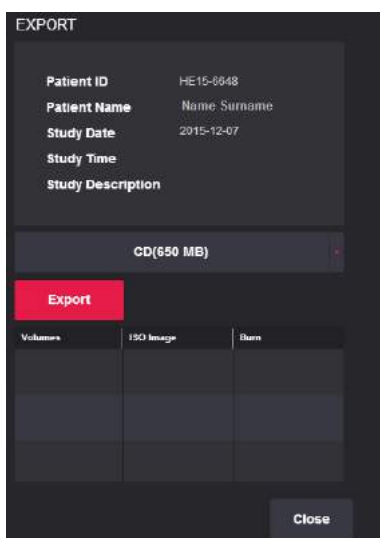 EXPORT
Patient ID HE15-6648
Patient Name Name Surname
Study Date 2015-12-07
Study Time
Study Description
CD(650 MB)
Export
Volumes ISO Image Burn
Close